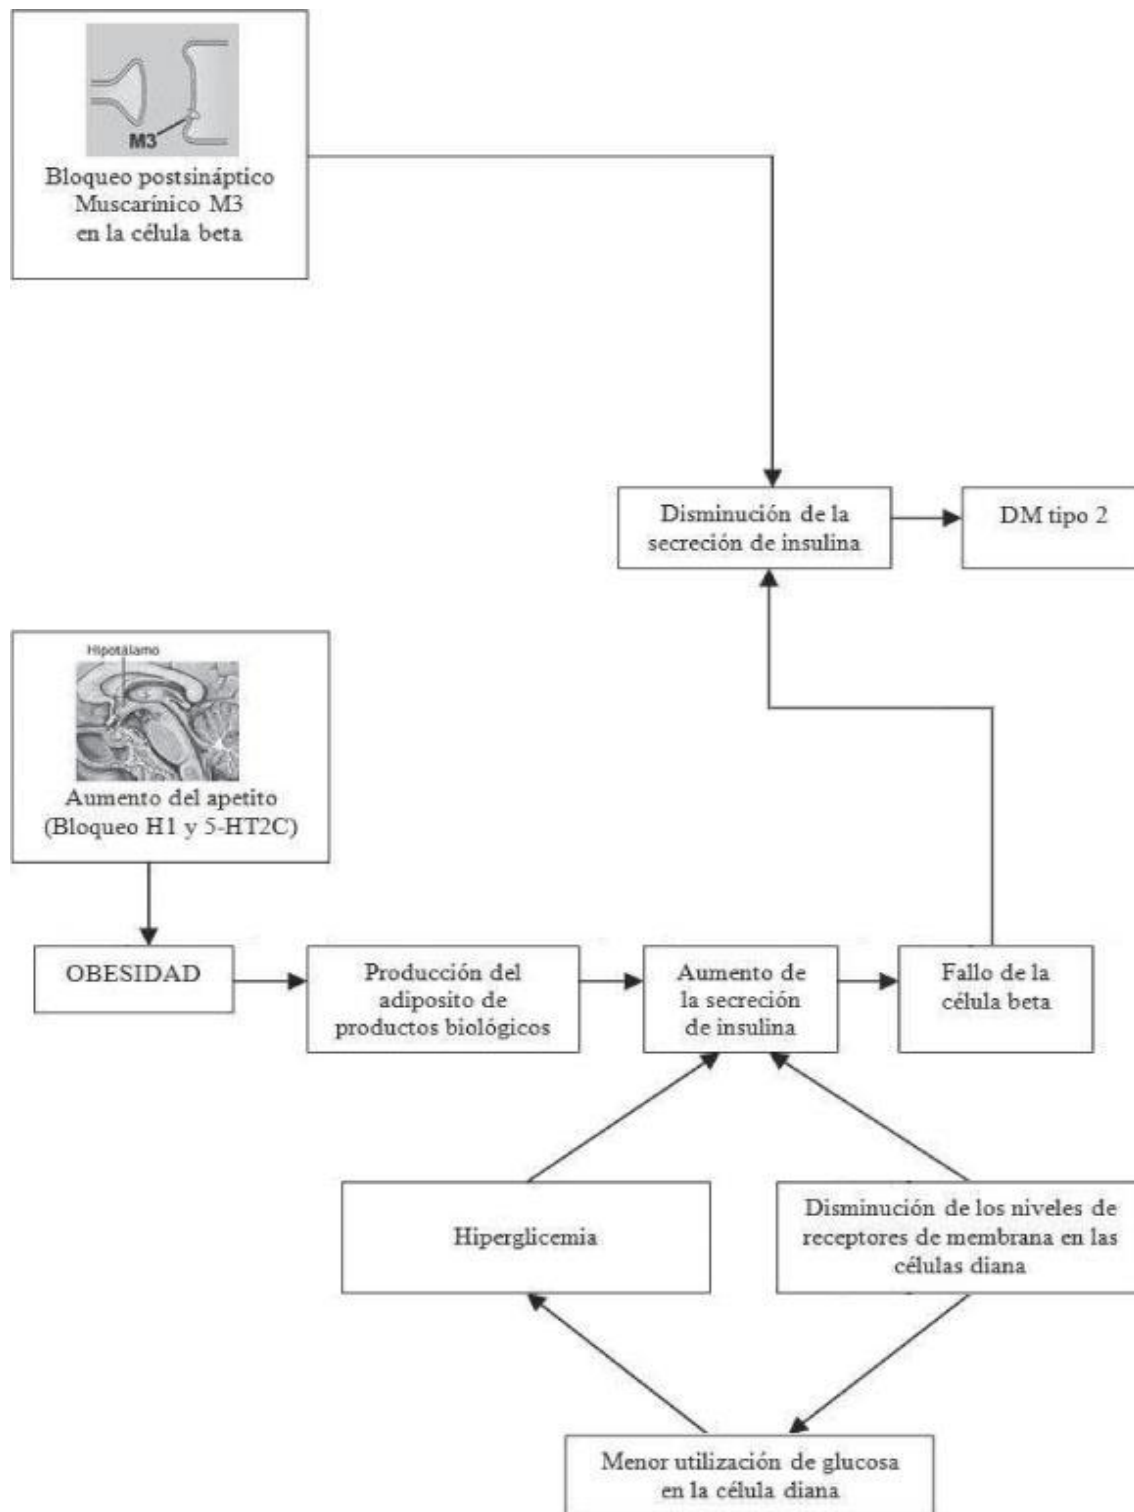 M3
Bloqueo postsináptico
Muscarínico M3
en la célula beta
Disminución de la
secreción de insulina
DM tipo 2
Hipotálamo
Aumento del apetito
(Bloqueo H1 y 5-HT2C)
OBESIDAD
Producción del
adiposito de
productos biológicos
Aumento de
la secreción
de insulina
Fallo de la
célula beta
Hiperglicemia
Disminución de los niveles de
receptores de membrana en las
células diana
Menor utilización de glucosa
en la célula diana